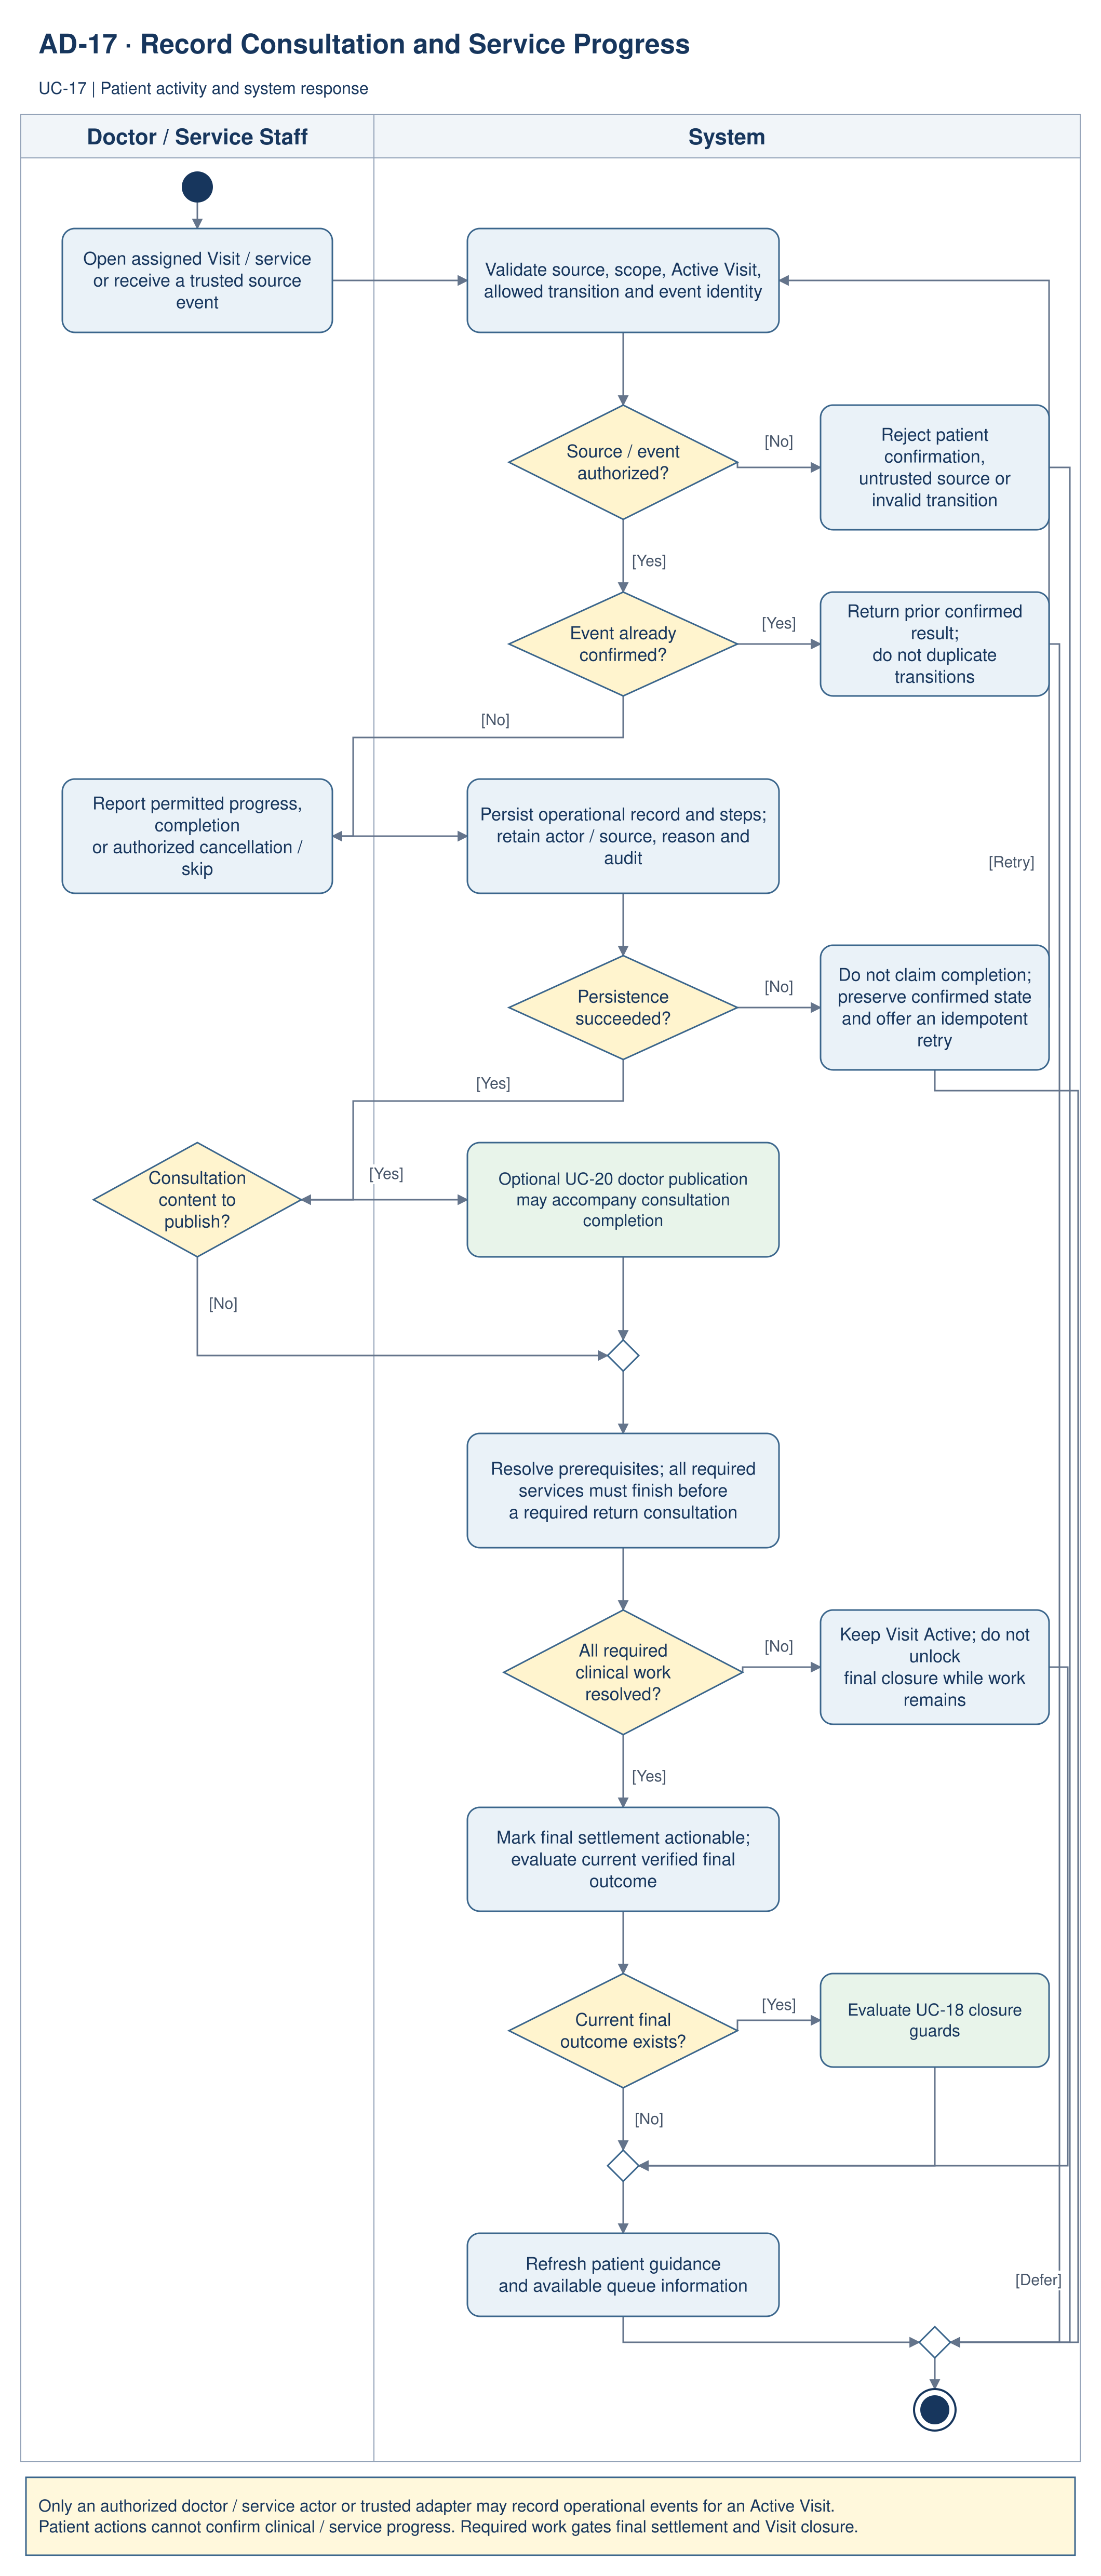 AD-17 · Record Consultation and Service Progress
UC-17 | Patient activity and system response
Doctor / Service Staff
System
Open assigned Visit / service
or receive a trusted source
event
Validate source, scope, Active Visit,
allowed transition and event identity
Source / event
authorized?
[No]
Reject patient
confirmation,
untrusted source or
invalid transition
[Yes]
Event already
confirmed?
[Yes]
Return prior confirmed
result;
do not duplicate
transitions
[No]
Report permitted progress,
completion
or authorized cancellation /
skip
Persist operational record and steps;
retain actor / source, reason and
audit
[Retry]
Persistence
succeeded?
[No]
Do not claim completion;
preserve confirmed state
and offer an idempotent
retry
[Yes]
Consultation
content to
publish?
[Yes]
Optional UC-20 doctor publication
may accompany consultation
completion
[No]
Resolve prerequisites; all required
services must finish before
a required return consultation
All required
clinical work
resolved?
[No]
Keep Visit Active; do not
unlock
final closure while work
remains
[Yes]
Mark final settlement actionable;
evaluate current verified final
outcome
Current final
outcome exists?
[Yes]
Evaluate UC-18 closure
guards
[No]
Refresh patient guidance
and available queue information
[Defer]
Only an authorized doctor / service actor or trusted adapter may record operational events for an Active Visit.
Patient actions cannot confirm clinical / service progress. Required work gates final settlement and Visit closure.